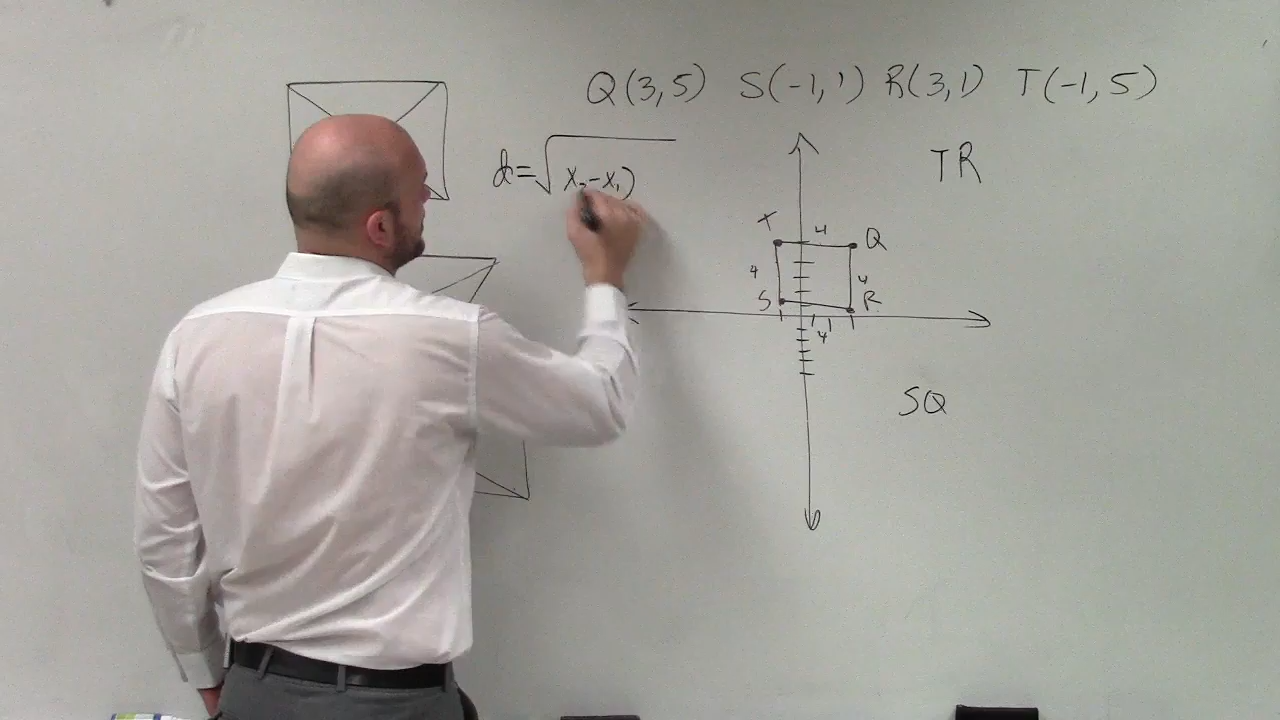 Q(3,5) S(-1,1) R(3,1) T(-1,5)
d=√x₂-x₁)
TR
T 4 Q
4 4
S R
4
SQ